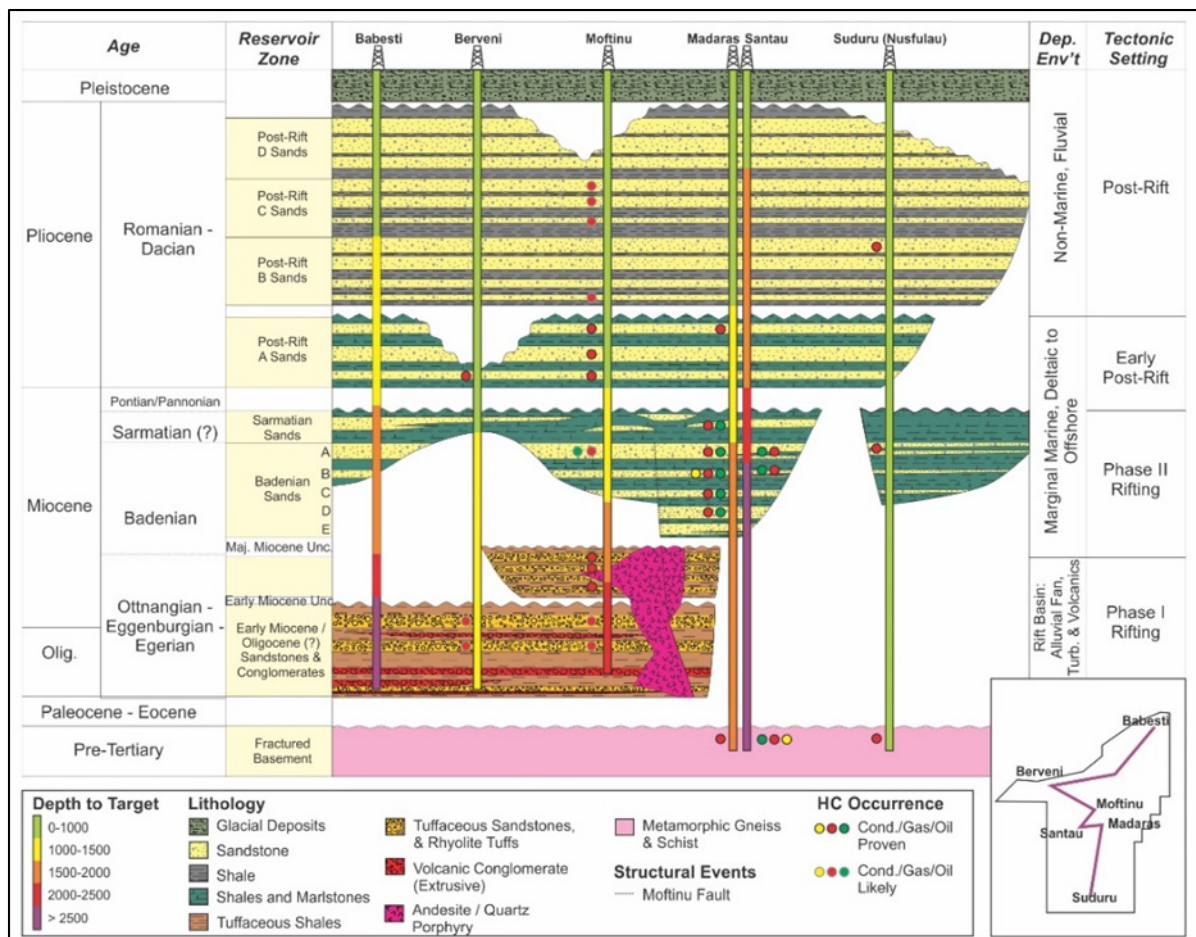 Age
Reservoir
Zone
Babesti
Berveni
Moftinu
Madaras
Santau
Suduru (Nusfulau)
Dep.
Env't
Tectonic
Setting
Pleistocene
Pliocene
Romanian -
Dacian
Post-Rift
D Sands
Post-Rift
C Sands
Post-Rift
B Sands
Post-Rift
A Sands
Non-Marine, Fluvial
Post-Rift
Early
Post-Rift
Miocene
Pontian/Pannonian
Sarmatian (?)
Sarmatian
Sands
Badenian
Badenian
Sands
A
B
C
D
E
Marginal Marine, Deltaic to
Offshore
Phase II
Rifting
Maj. Miocene Unc.
Ottnangian -
Eggenburgian -
Egerian
Early Miocene Unc.
Olig.
Early Miocene /
Oligocene (?)
Sandstones &
Conglomerates
Rift Basin:
Alluvial Fan,
Turb. & Volcanics
Phase I
Rifting
Paleocene - Eocene
Pre-Tertiary
Fractured
Basement
Depth to Target
0-1000
1000-1500
1500-2000
2000-2500
> 2500
Lithology
Glacial Deposits
Sandstone
Shale
Shales and Marlstones
Tuffaceous Shales
Tuffaceous Sandstones,
& Rhyolite Tuffs
Volcanic Conglomerate
(Extrusive)
Andesite / Quartz
Porphyry
Metamorphic Gneiss
& Schist
Structural Events
Moftinu Fault
HC Occurrence
Cond./Gas/Oil
Proven
Cond./Gas/Oil
Likely
Babesti
Berveni
Moftinu
Santau
Madaras
Suduru